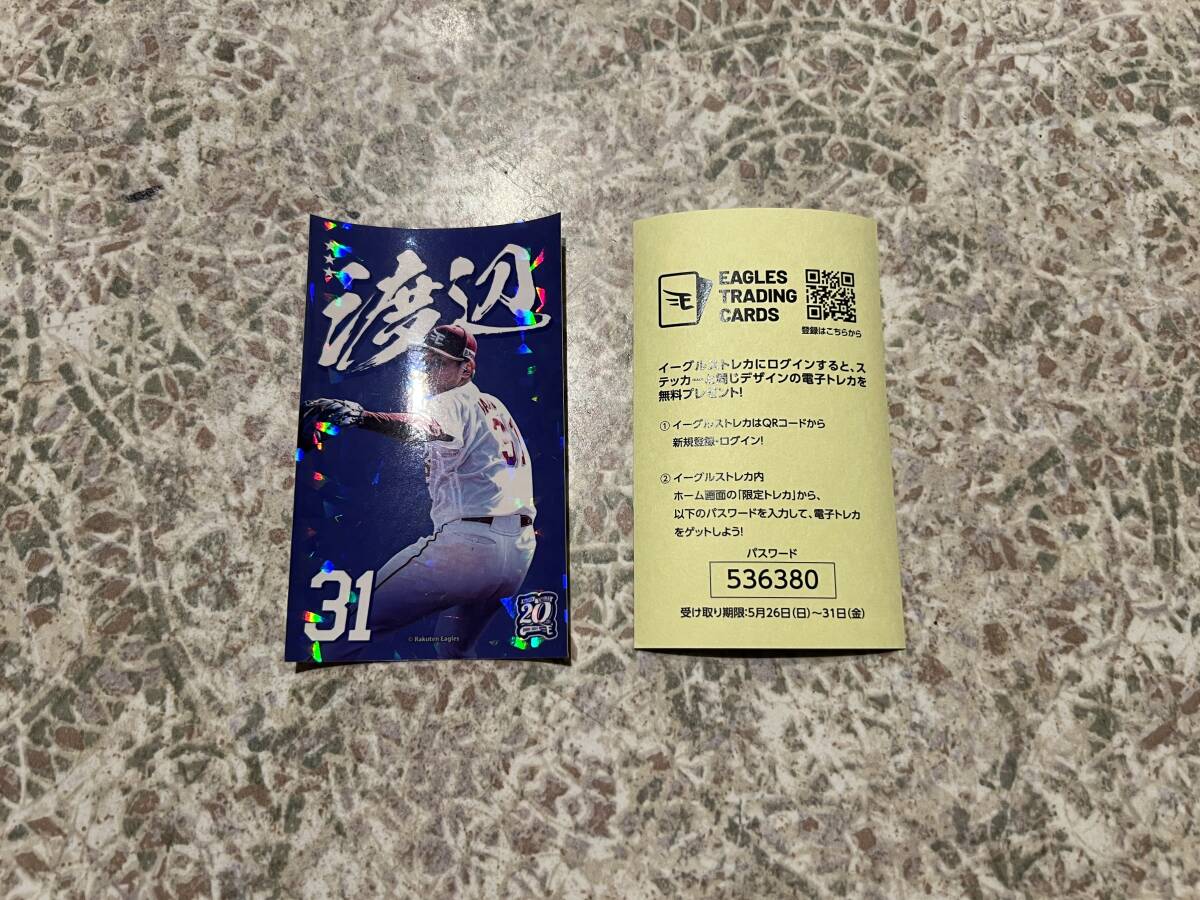 渡辺
31
31
20
© Rakuten Eagles
EAGLES
TRADING
CARDS
登録はこちらから
イーグルストレカにログインすると、ス
テッカーと同じデザインの電子トレカを
無料プレゼント!
① イーグルストレカはQRコードから
新規登録・ログイン!
② イーグルストレカ内
ホーム画面の「限定トレカ」から、
以下のパスワードを入力して、電子トレカ
をゲットしよう!
パスワード
536380
受け取り期限:5月26日(日)~31日(金)